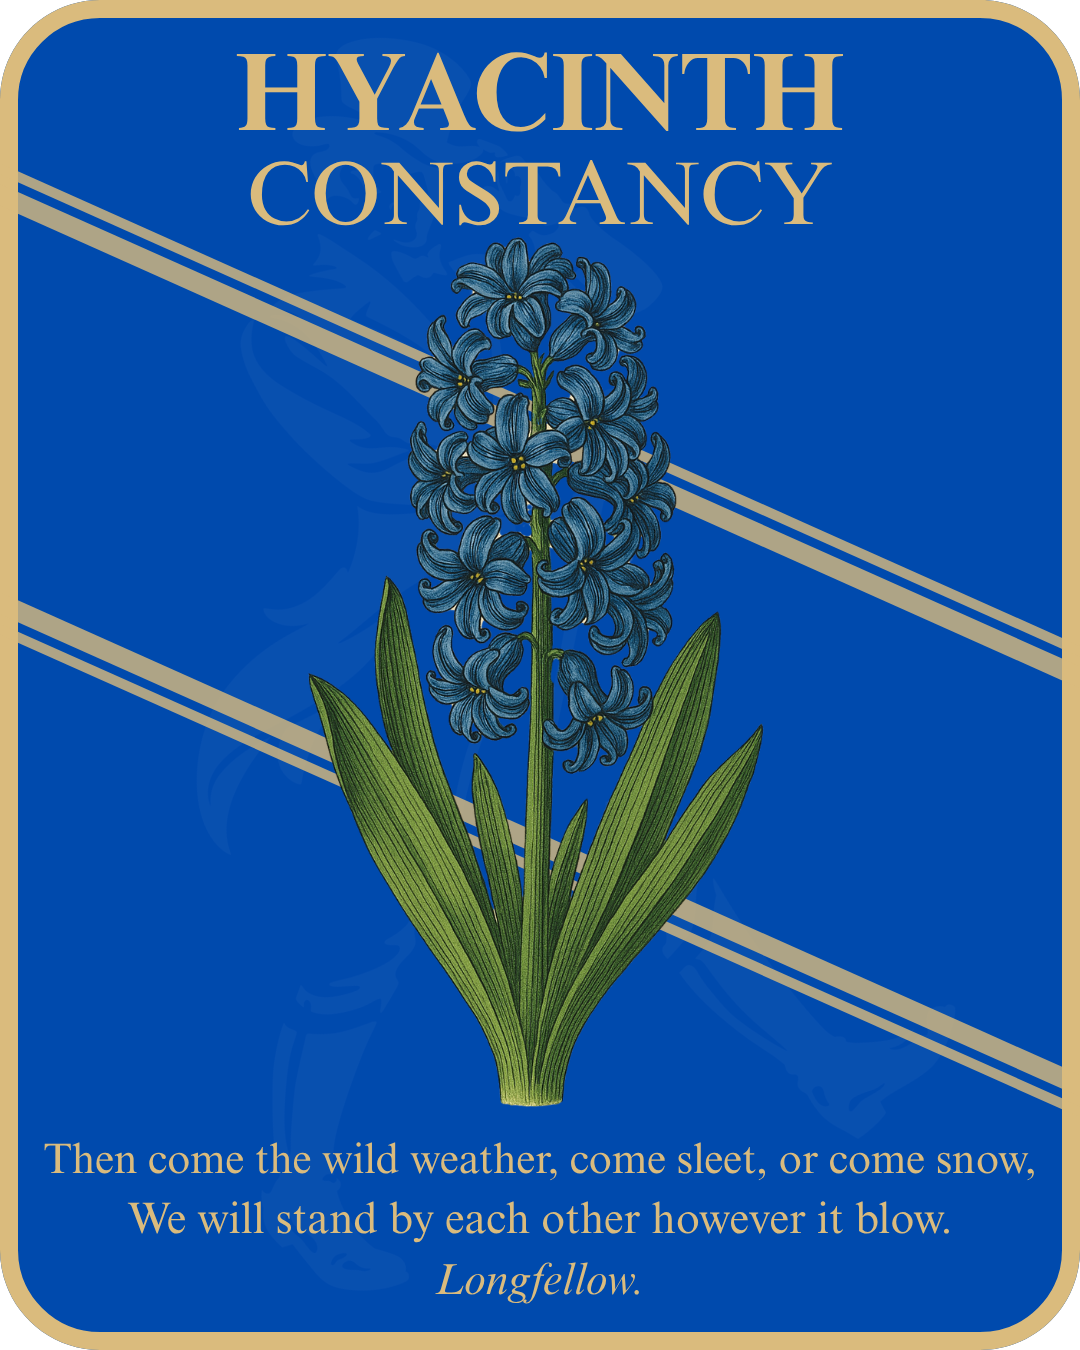 HYACINTH
CONSTANCY
Then come the wild weather, come sleet, or come snow,
We will stand by each other however it blow.
Longfellow.